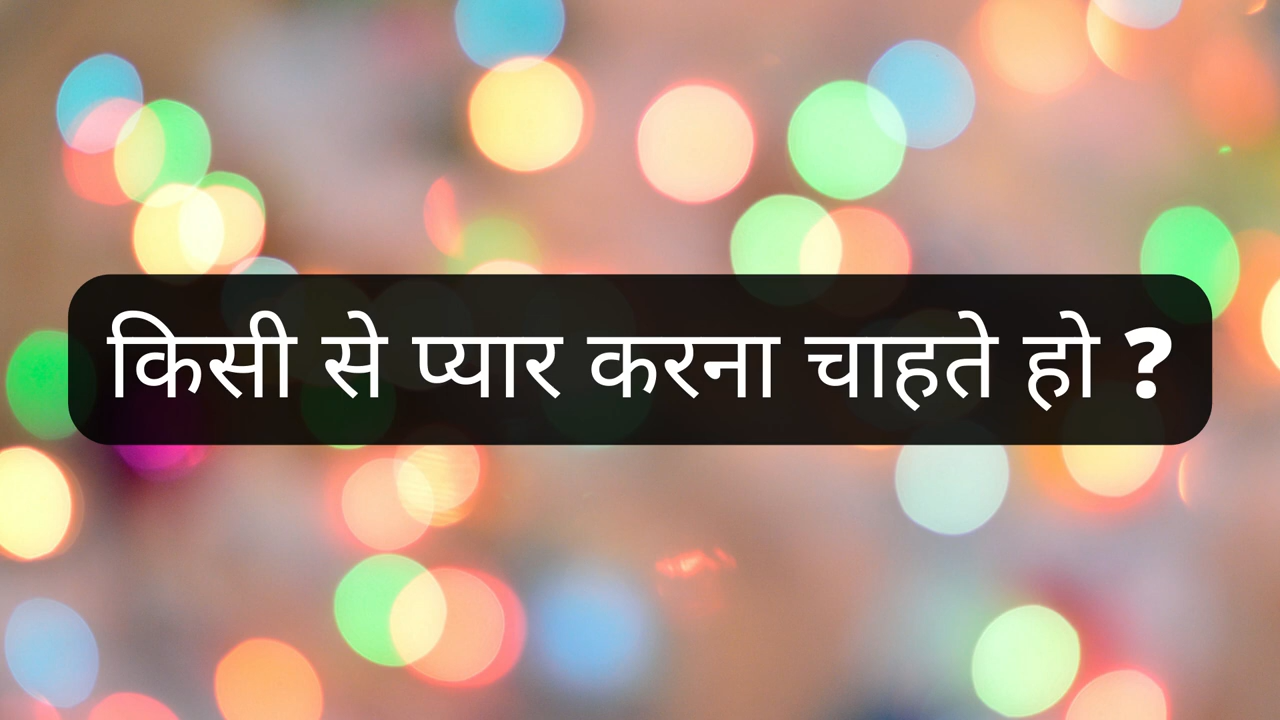 किसी से प्यार करना चाहते हो ?